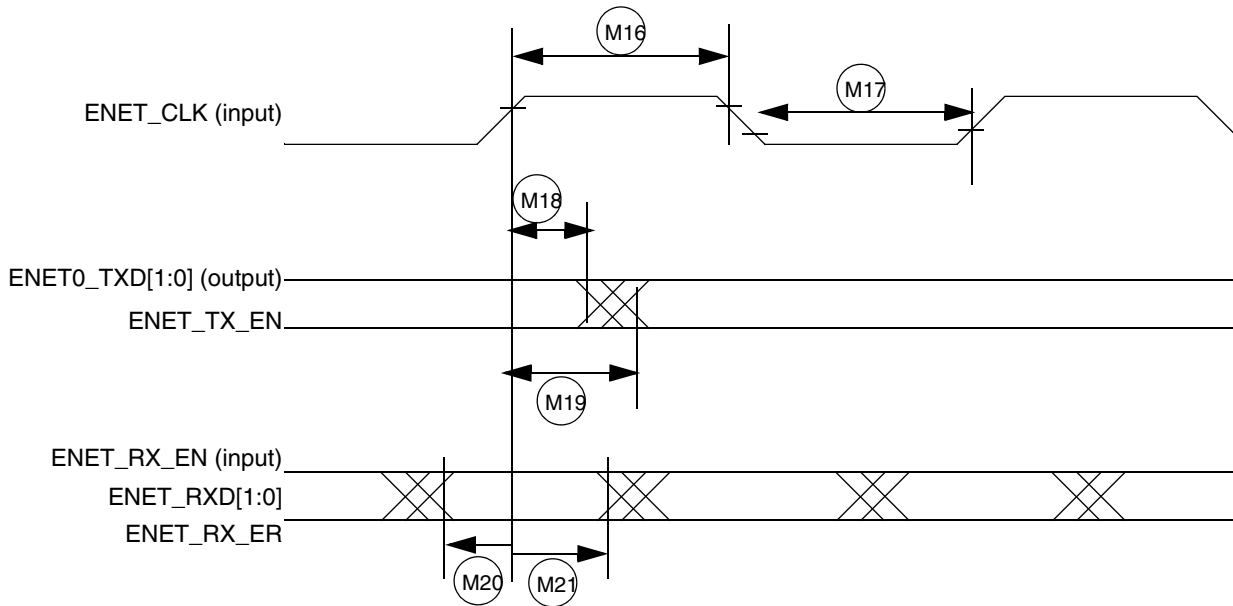 M16
M17
ENET_CLK (input)
M18
ENET0_TXD[1:0] (output)
ENET_TX_EN
M19
ENET_RX_EN (input)
ENET_RXD[1:0]
ENET_RX_ER
M20
M21